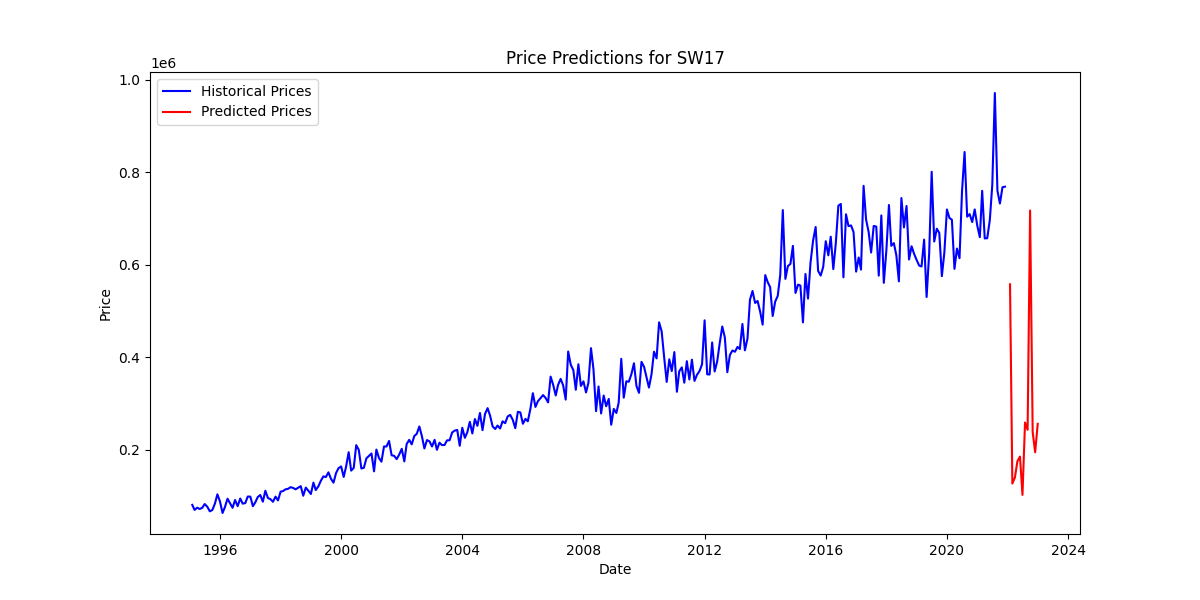 Price Predictions for SW17
1e6
1.0
0.8
0.6
0.4
0.2
Price
Historical Prices
Predicted Prices
1996 2000 2004 2008 2012 2016 2020 2024
Date